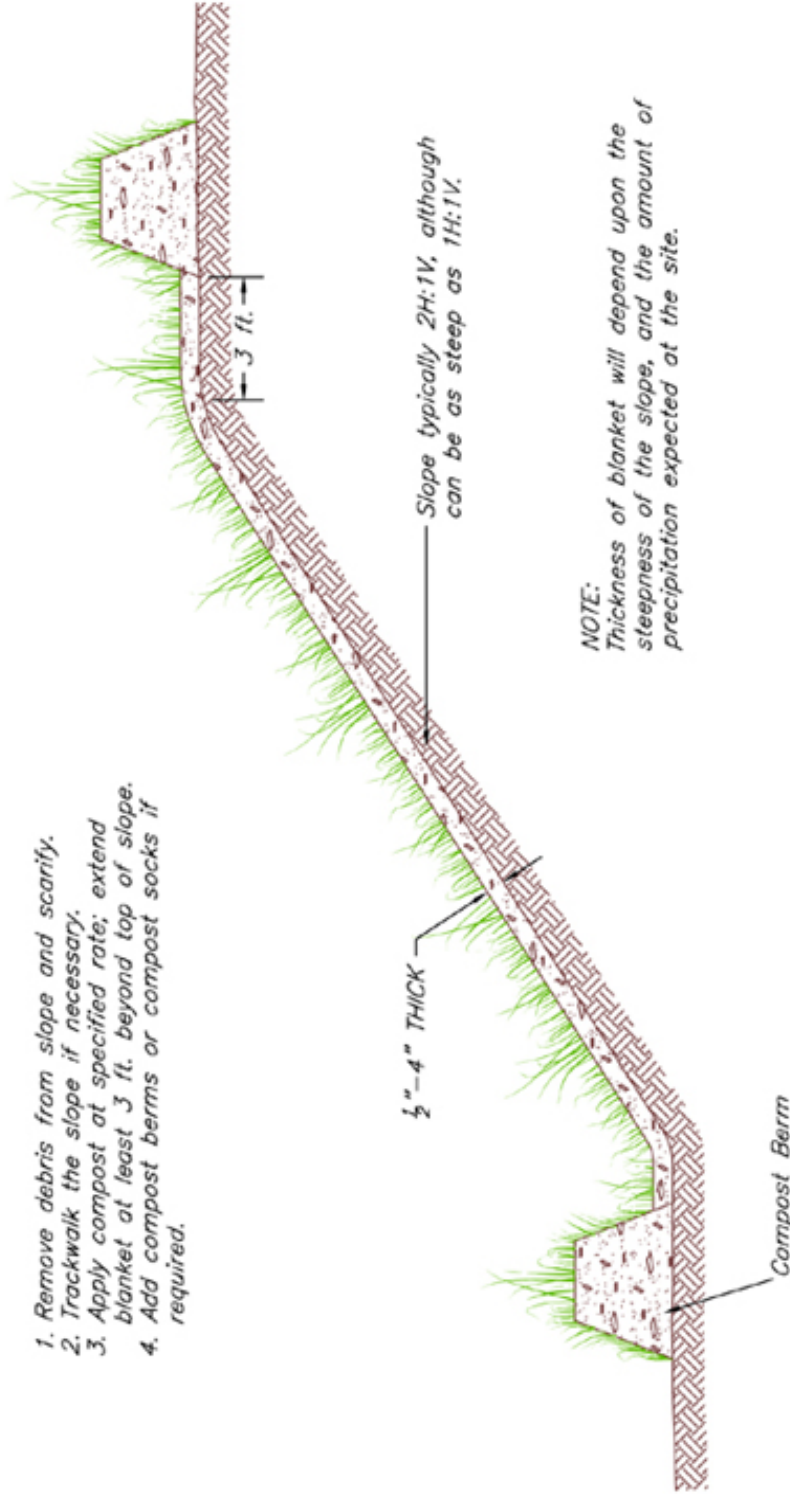 1. Remove debris from slope and scarify.
2. Trackwalk the slope if necessary.
3. Apply compost at specified rate; extend
blanket at least 3 ft. beyond top of slope.
4. Add compost berms or compost socks if
required.
3 ft.
½"-4" THICK
Slope typically 2H:1V, although
can be as steep as 1H:1V.
NOTE:
Thickness of blanket will depend upon the
steepness of the slope, and the amount of
precipitation expected at the site.
Compost Berm